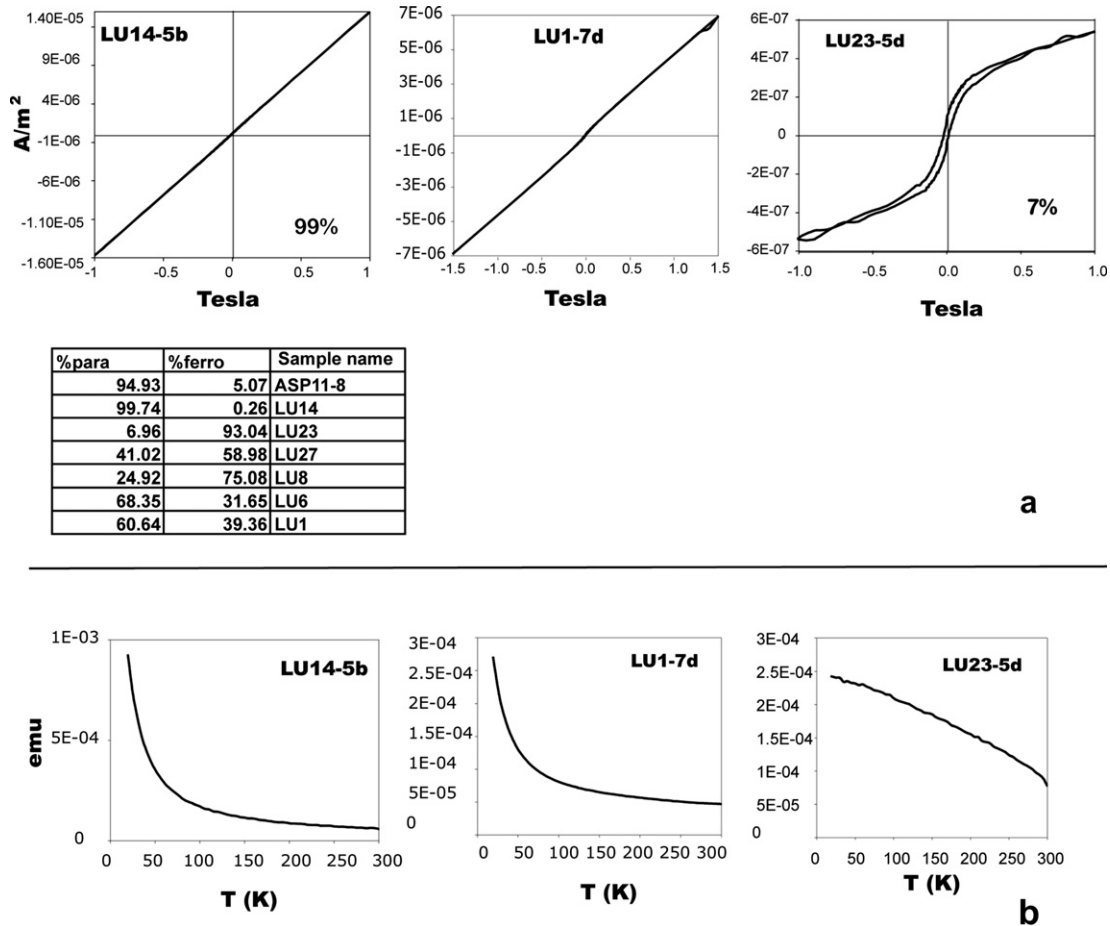 LU14-5b
A/m²
1.40E-05
9E-06
4E-06
-1E-06
-6E-06
-1.10E-05
-1.60E-05
99%
-1 -0.5 0 0.5 1
Tesla
LU1-7d
7E-06
5E-06
3E-06
1E-06
-1E-06
-3E-06
-5E-06
-7E-06
-1.5 -1.0 -0.5 0.0 0.5 1.0 1.5
Tesla
LU23-5d
6E-07
4E-07
2E-07
0
-2E-07
-4E-07
-6E-07
7%
-1.0 -0.5 0.0 0.5 1.0
Tesla
%para %ferro Sample name
94.93 5.07 ASP11-8
99.74 0.26 LU14
6.96 93.04 LU23
41.02 58.98 LU27
24.92 75.08 LU8
68.35 31.65 LU6
60.64 39.36 LU1
a
LU14-5b
emu
1E-03
5E-04
0
0 50 100 150 200 250 300
T (K)
LU1-7d
3E-04
3E-04
2E-04
2E-04
1E-04
5E-05
0
0 50 100 150 200 250 300
T (K)
LU23-5d
3E-04
2.5E-04
2E-04
1.5E-04
1E-04
5E-05
0
0 50 100 150 200 250 300
T (K)
b